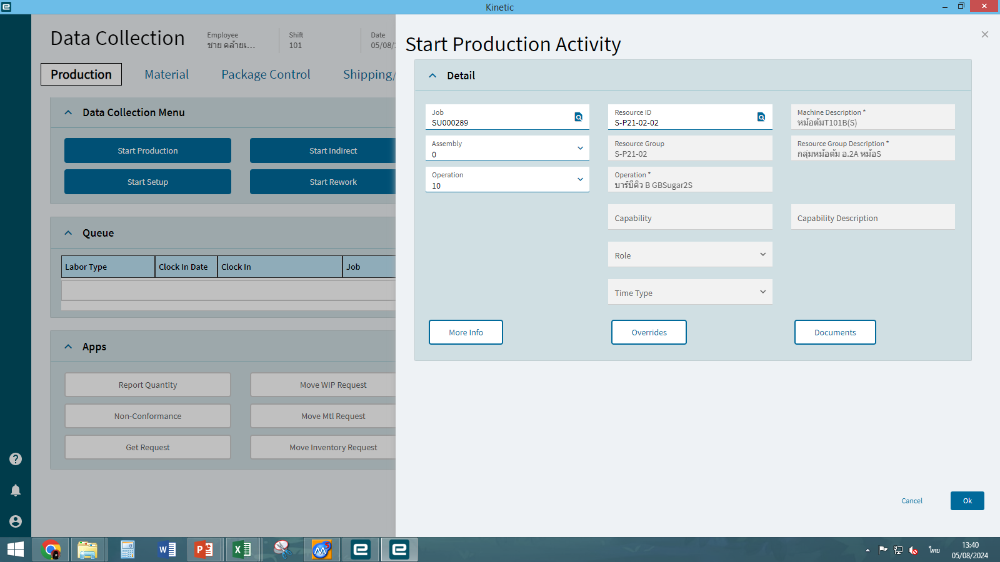 Kinetic
Data Collection
Employee
ชาย คล้ายเ...
Shift
101
Date
05/08/
Production
Material
Package Control
Shipping/
Data Collection Menu
Start Production
Start Indirect
Start Setup
Start Rework
Queue
Labor Type
Clock In Date
Clock In
Job
Apps
Report Quantity
Move WIP Request
Non-Conformance
Move Mtl Request
Get Request
Move Inventory Request
Start Production Activity
Detail
Job
SU000289
Resource ID
S-P21-02-02
Machine Description *
หม้อต้มT101B(S)
Assembly
0
Resource Group
S-P21-02
Resource Group Description *
กลุ่มหม้อต้ม อ.2A หม้อS
Operation
10
Operation *
บาร์บีคิว B GBSugar2S
Capability
Capability Description
Role
Time Type
More Info
Overrides
Documents
Cancel
Ok
ไทย
13:40
05/08/2024